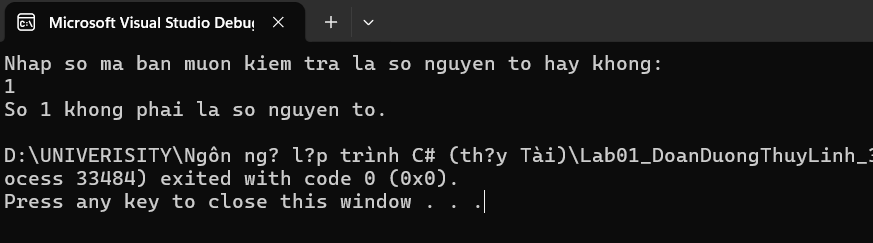 Microsoft Visual Studio Debu
Nhap so ma ban muon kiem tra la so nguyen to hay khong:
1
So 1 khong phai la so nguyen to.
D:\UNIVERISITY\Ngôn ng? l?p trình C# (th?y Tài)\Lab01_DoanDuongThuyLinh_3
ocess 33484) exited with code 0 (0x0).
Press any key to close this window . . .